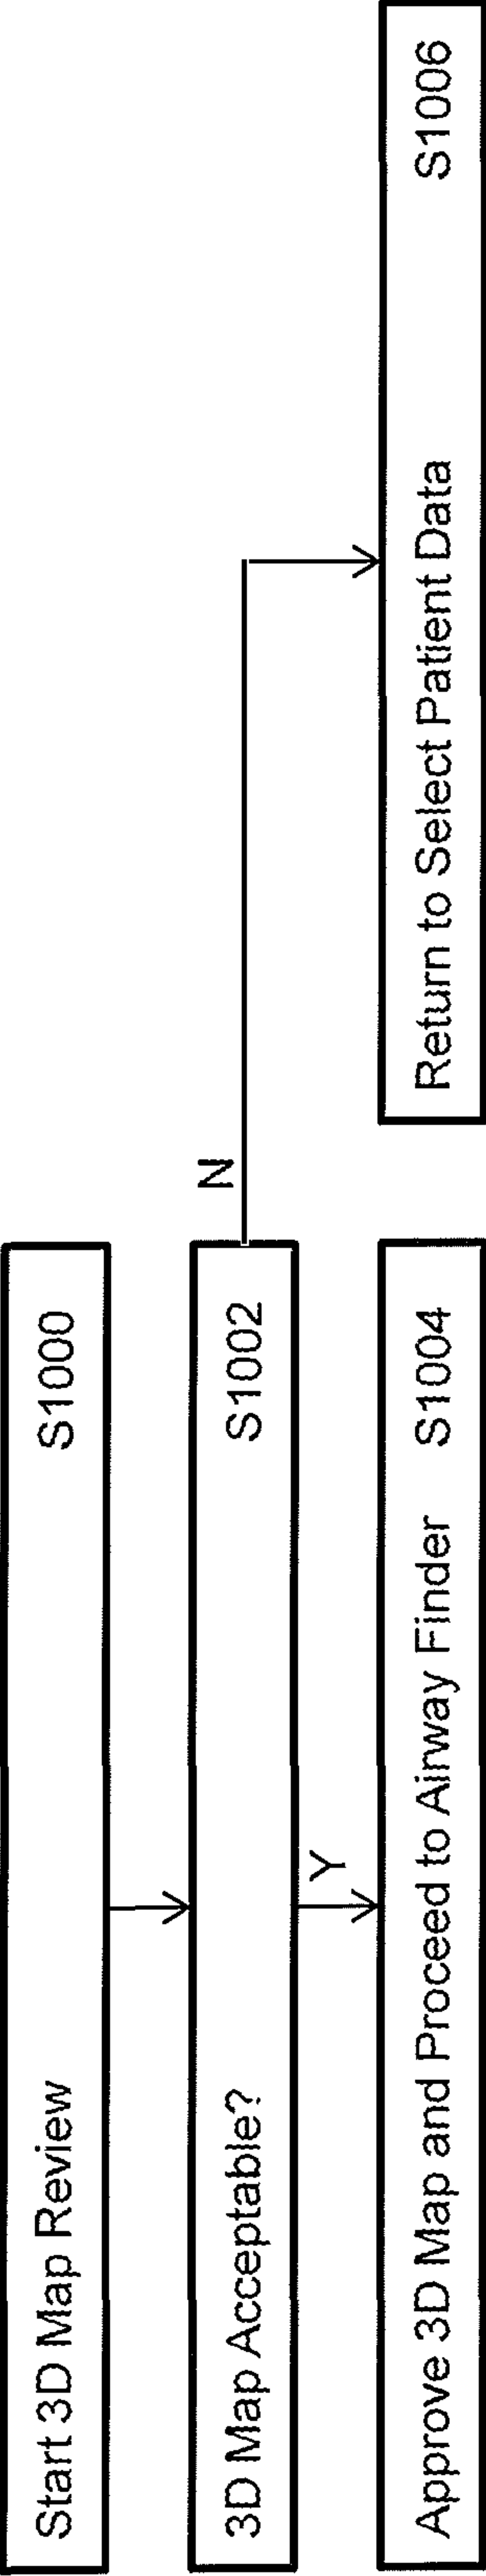 Start 3D Map Review S1000
3D Map Acceptable? S1002
N
Y
Approve 3D Map and Proceed to Airway Finder S1004
Return to Select Patient Data S1006